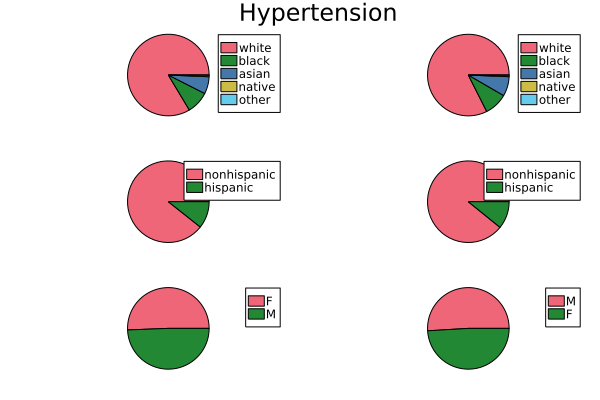 Hypertension
white
black
asian
native
other
white
black
asian
native
other
nonhispanic
hispanic
nonhispanic
hispanic
F
M
M
F